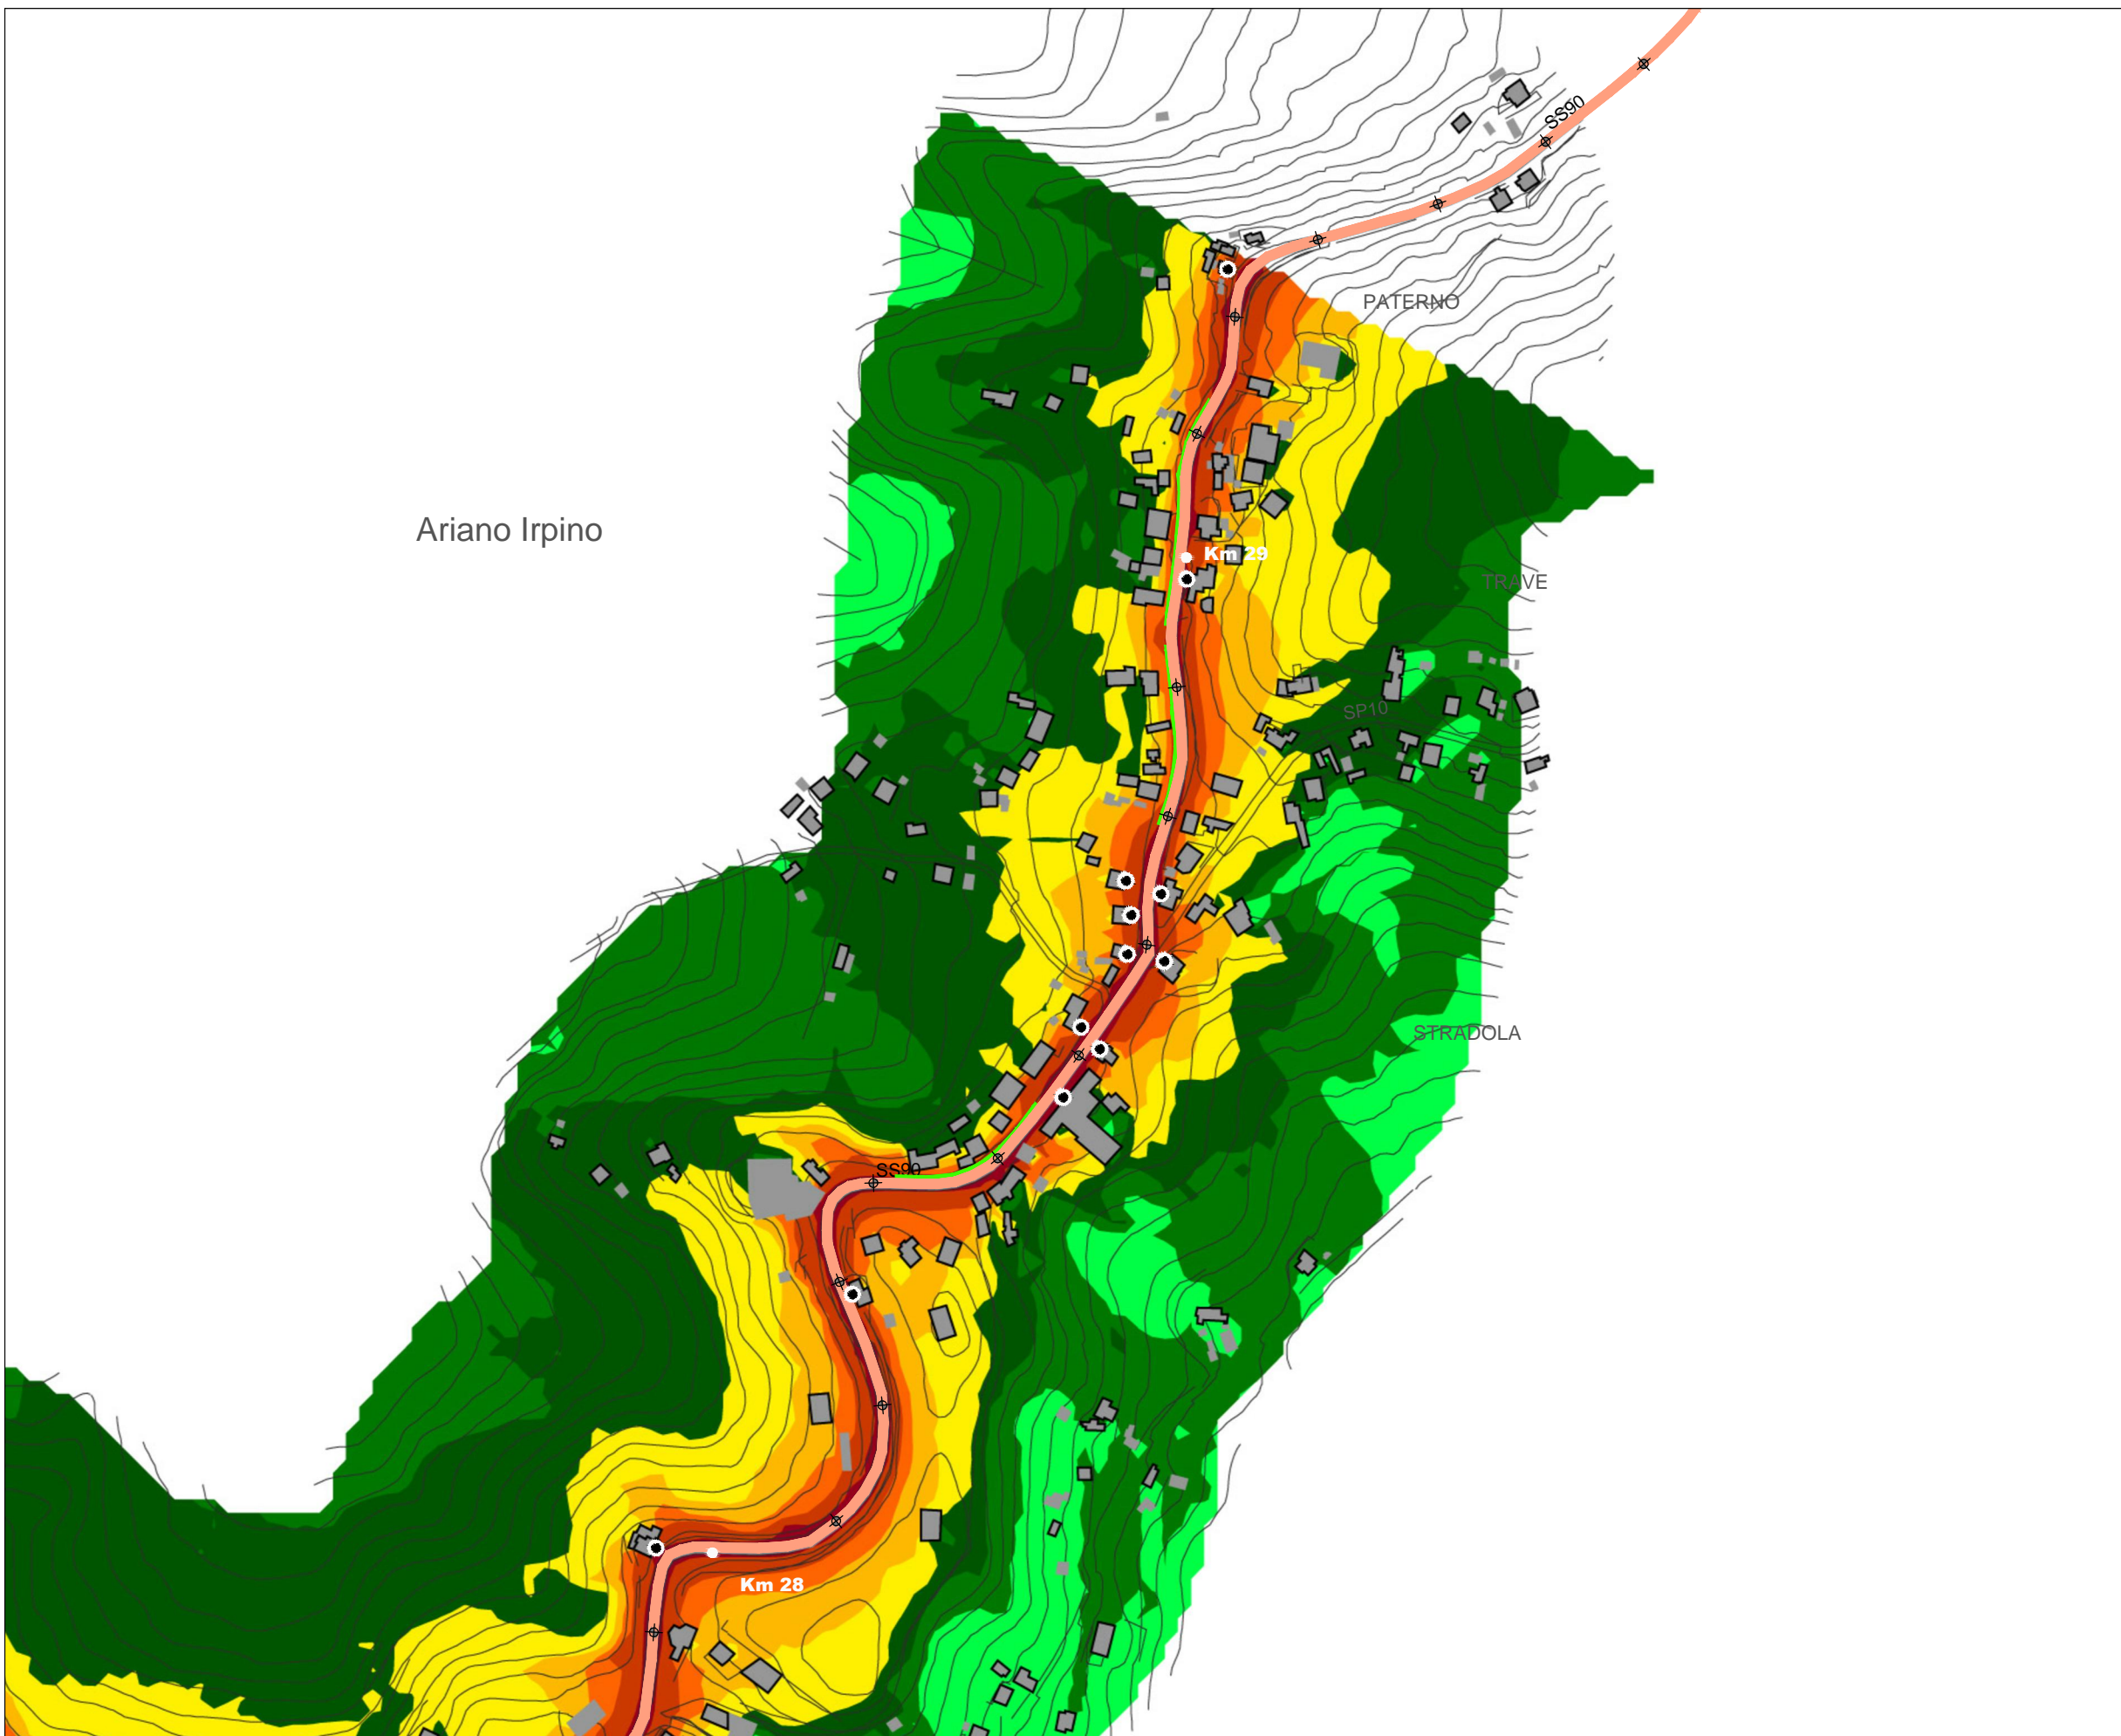 SS90
PATERNO
Ariano Irpino
Km 29
TRAVE
SP10
STRADOLA
SS90
Km 28